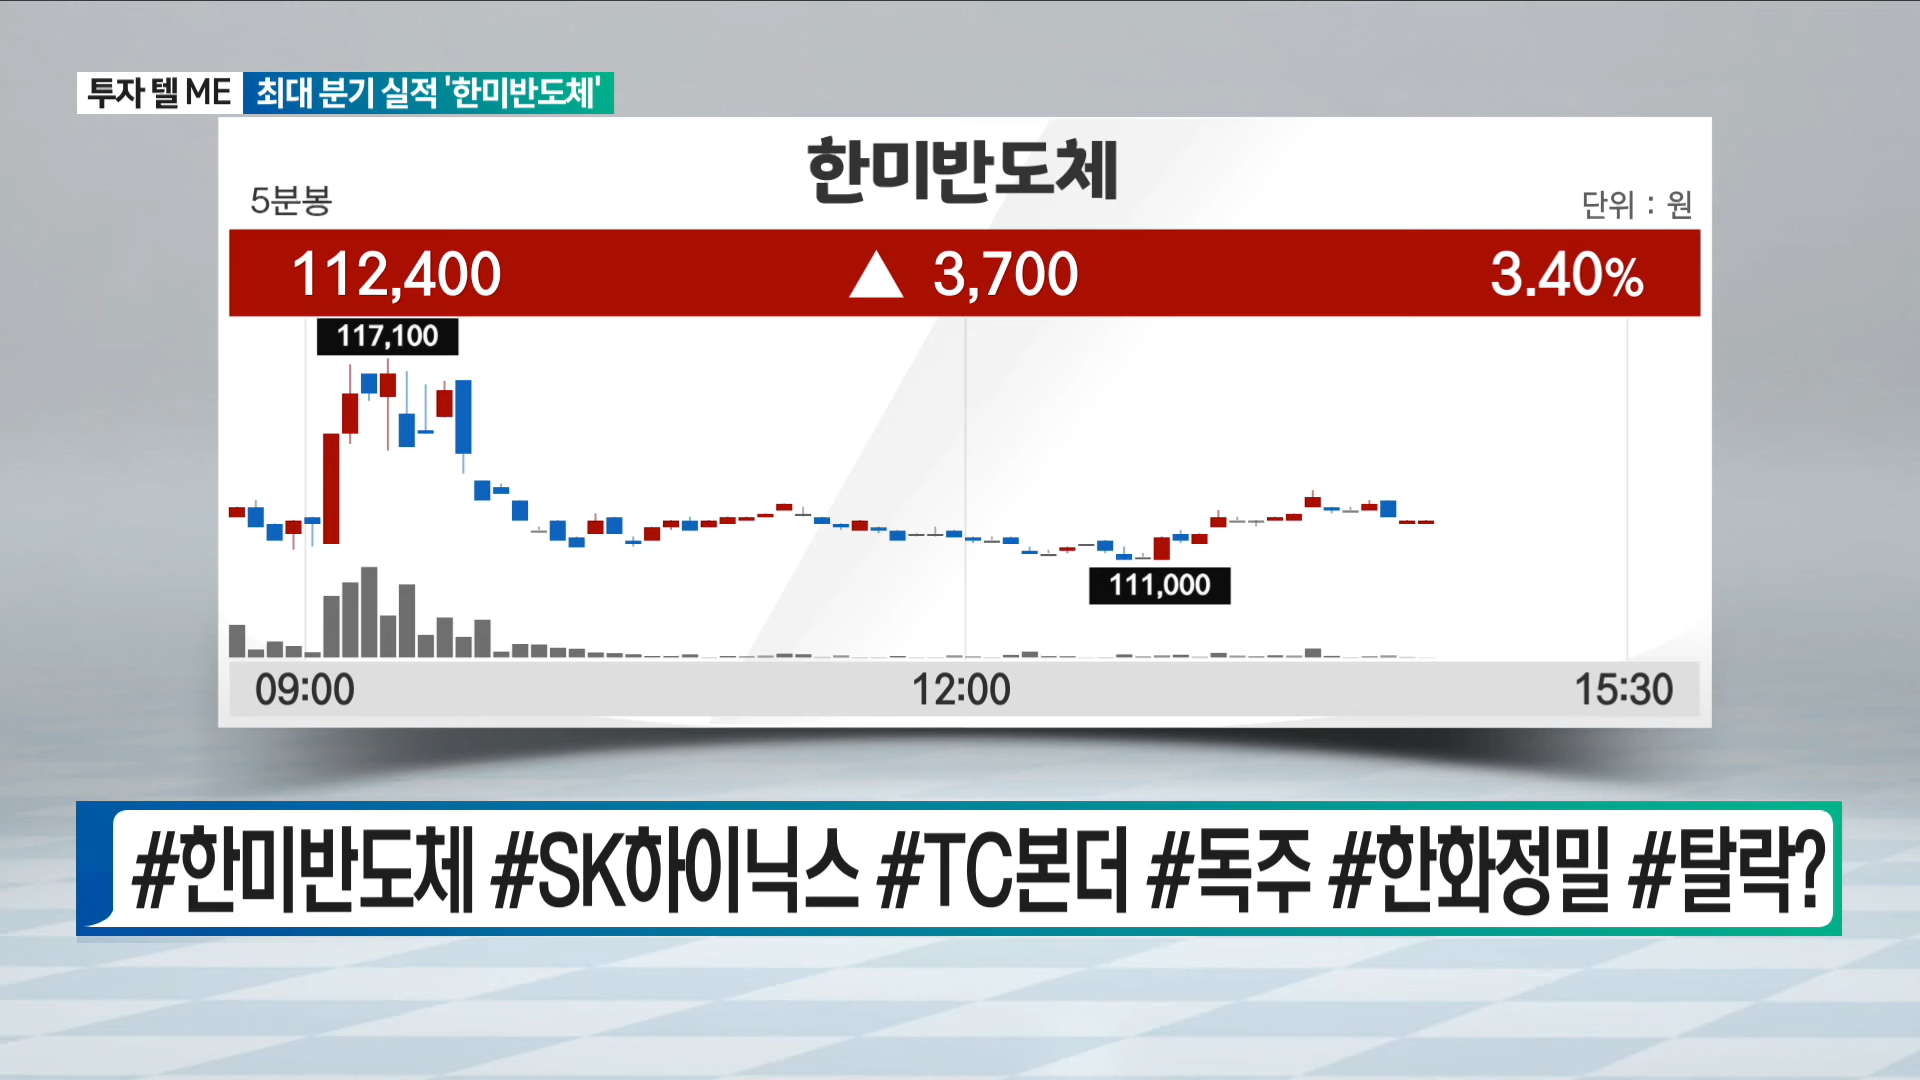 투자 텔 ME 최대 분기 실적 '한미반도체'
한미반도체
5분봉 단위 : 원
112,400 ▲ 3,700 3.40%
117,100
111,000
09:00 12:00 15:30
#한미반도체 #SK하이닉스 #TC본더 #독주 #한화정밀 #탈락?